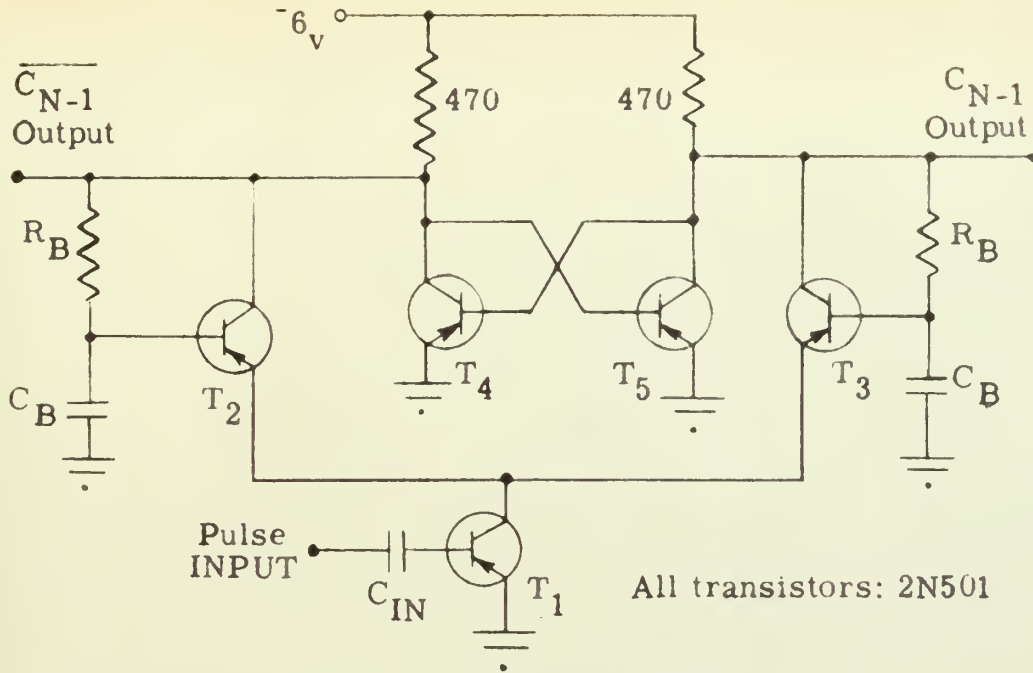 -6v
C̅N-1
Output
470
470
CN-1
Output
RB
RB
T2
T4
T5
T3
CB
CB
Pulse
INPUT
CIN
T1
All transistors: 2N501